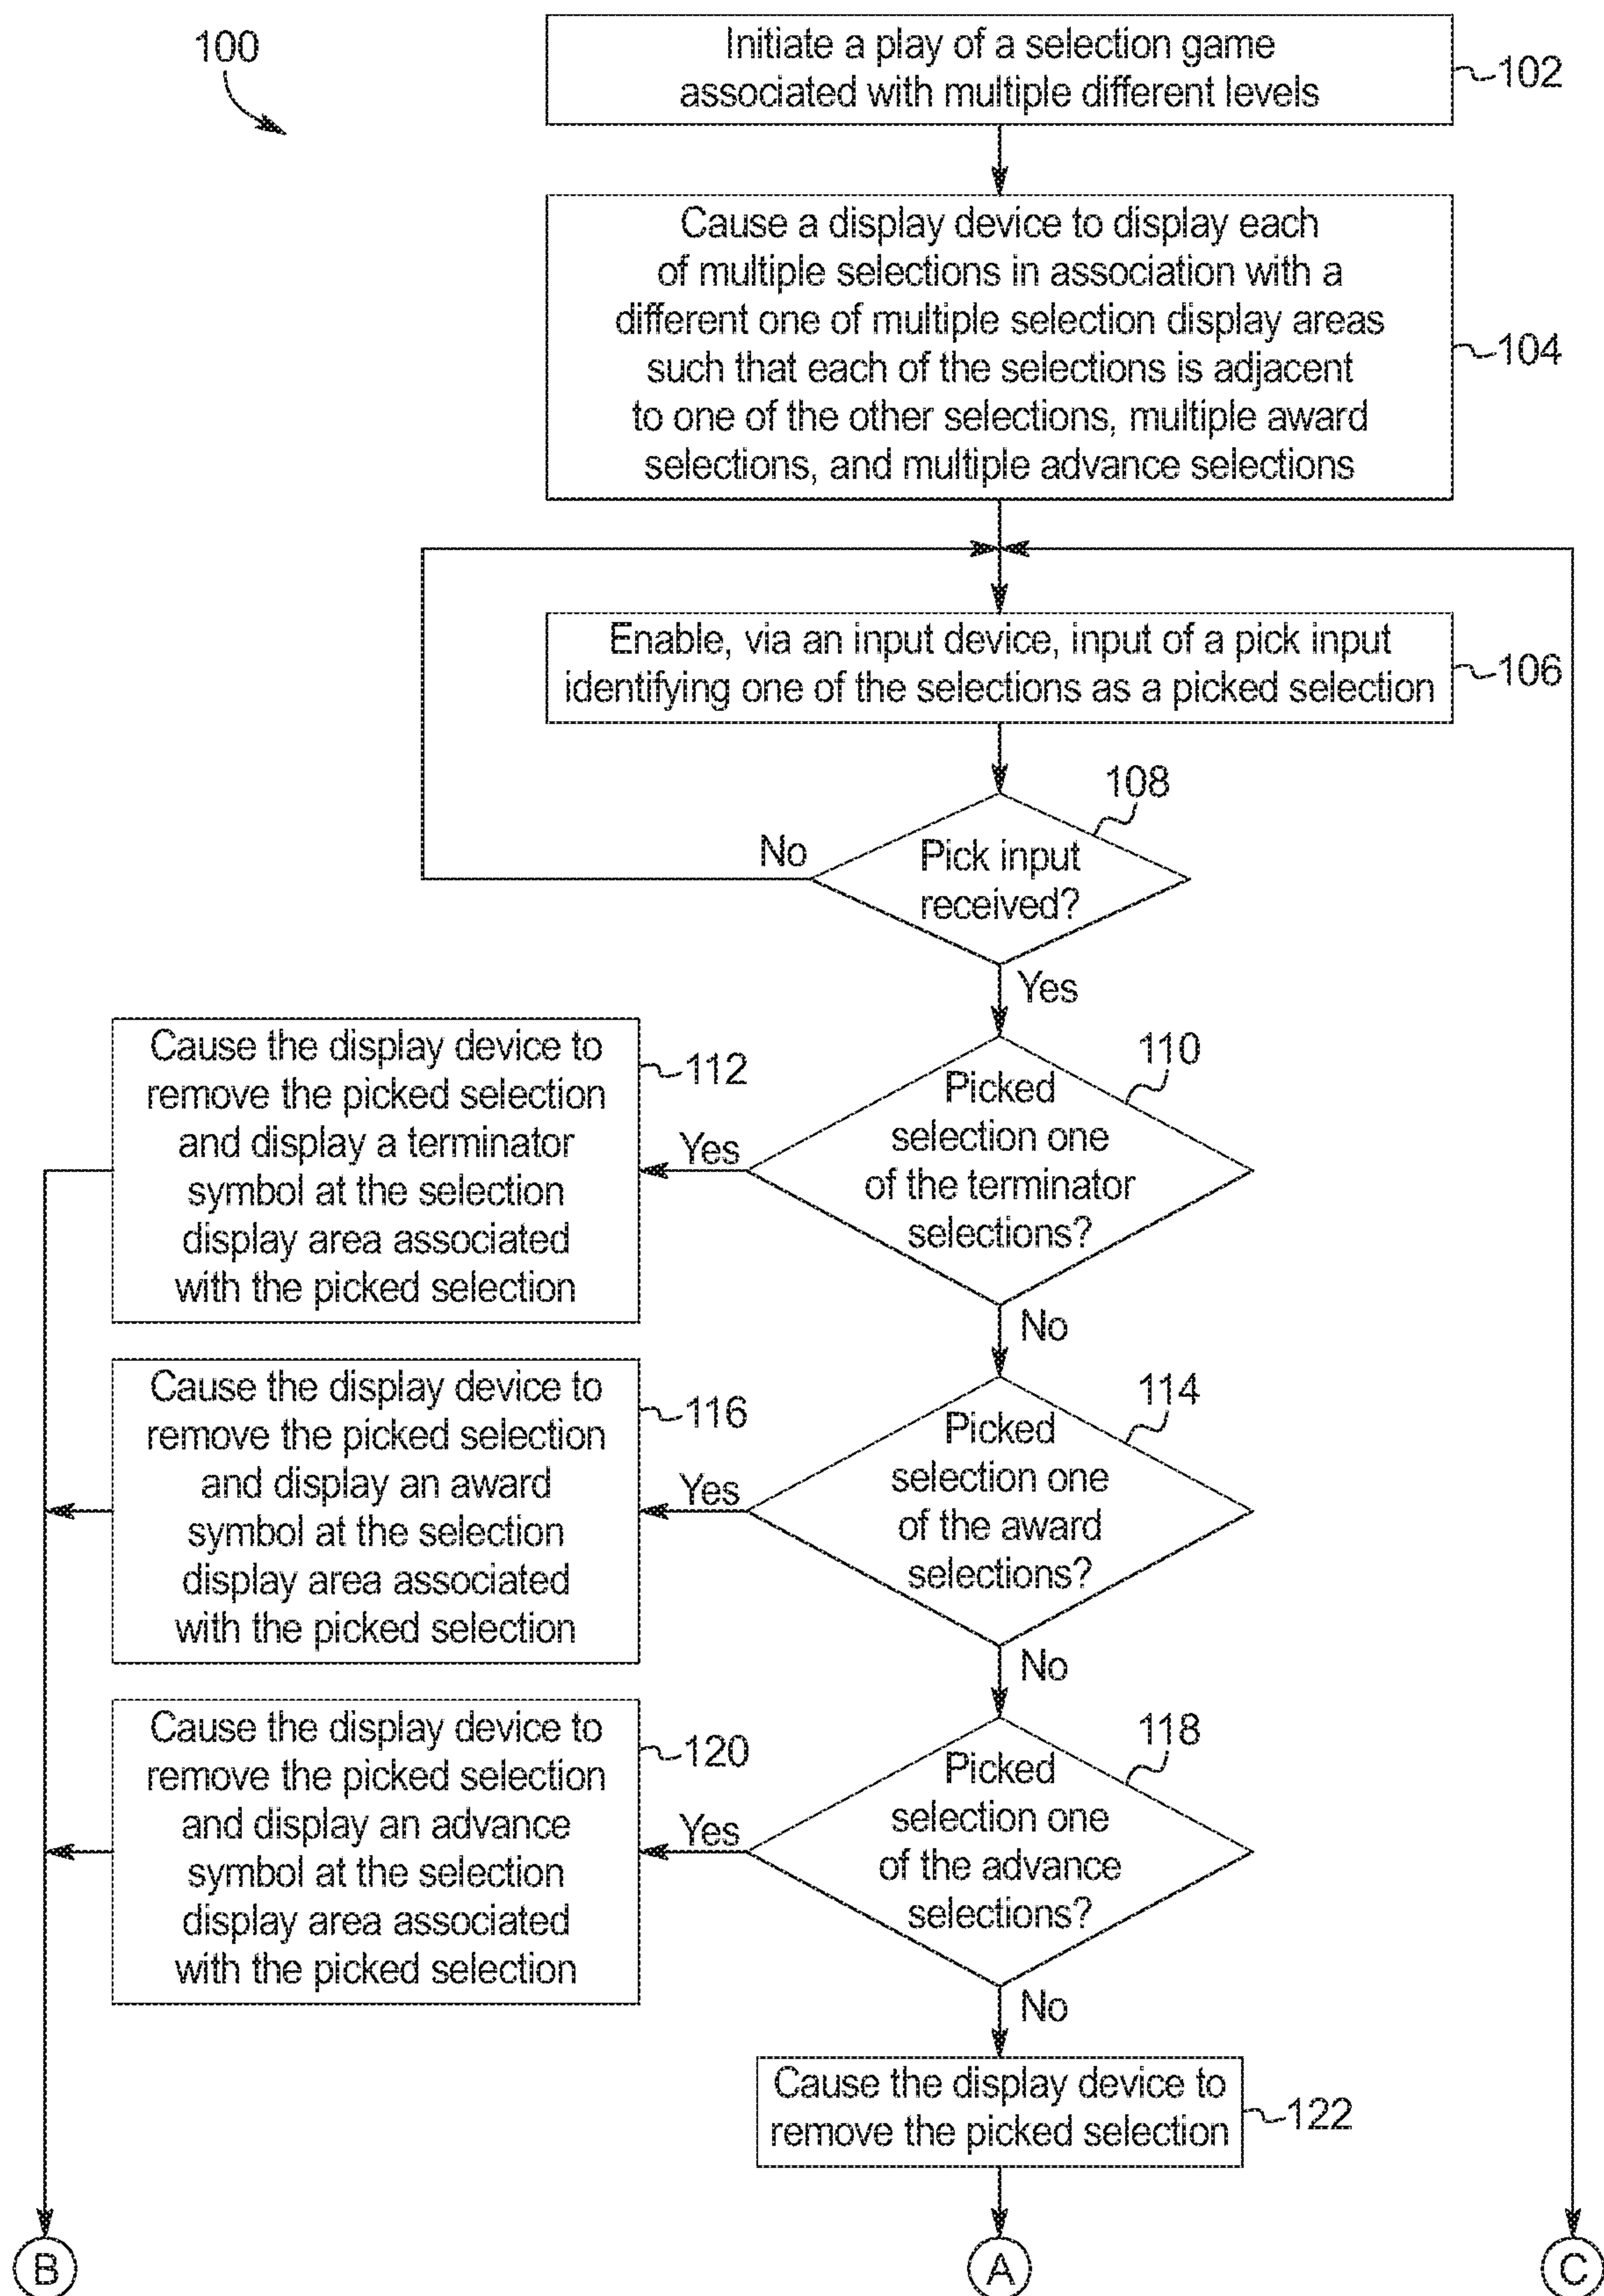 100
Initiate a play of a selection game
associated with multiple different levels
102
Cause a display device to display each
of multiple selections in association with a
different one of multiple selection display areas
such that each of the selections is adjacent
to one of the other selections, multiple award
selections, and multiple advance selections
104
Enable, via an input device, input of a pick input
identifying one of the selections as a picked selection
106
108
Pick input
received?
No
Yes
110
Picked
selection one
of the terminator
selections?
Yes
No
Cause the display device to
remove the picked selection
and display a terminator
symbol at the selection
display area associated
with the picked selection
112
114
Picked
selection one
of the award
selections?
Yes
No
Cause the display device to
remove the picked selection
and display an award
symbol at the selection
display area associated
with the picked selection
116
118
Picked
selection one
of the advance
selections?
Yes
No
Cause the display device to
remove the picked selection
and display an advance
symbol at the selection
display area associated
with the picked selection
120
Cause the display device to
remove the picked selection
122
B
A
C